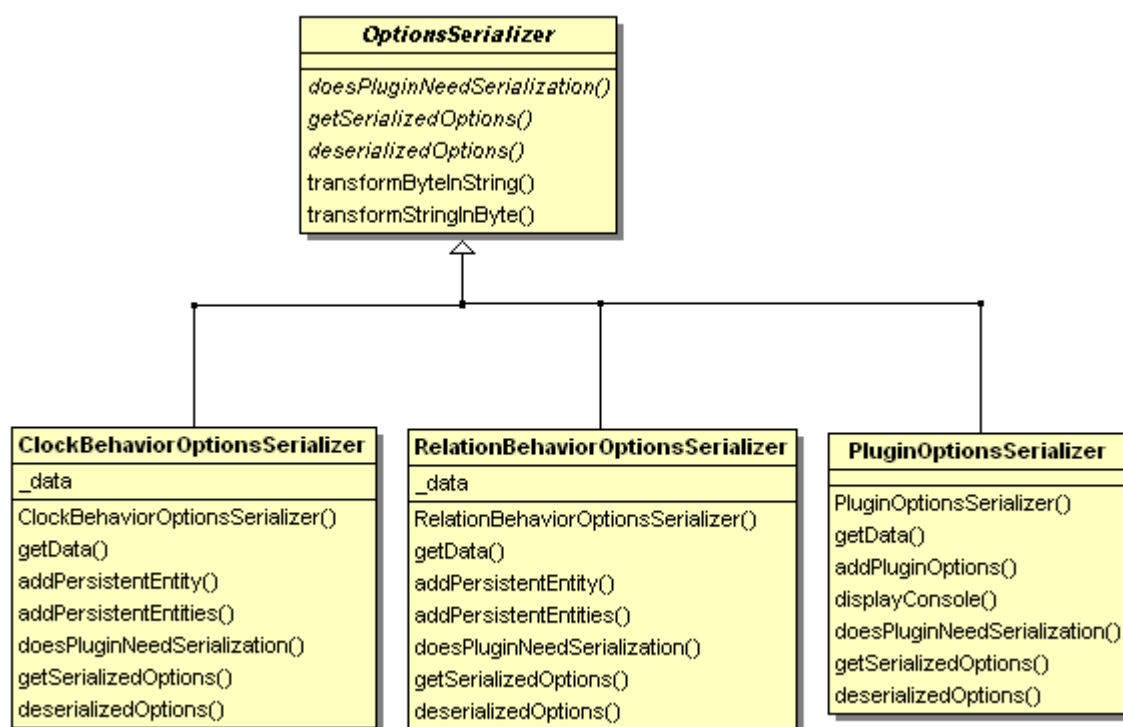 OptionsSerializer
doesPluginNeedSerialization()
getSerializedOptions()
deserializedOptions()
transformByteInString()
transformStringInByte()
ClockBehaviorOptionsSerializer
_data
ClockBehaviorOptionsSerializer()
getData()
addPersistentEntity()
addPersistentEntities()
doesPluginNeedSerialization()
getSerializedOptions()
deserializedOptions()
RelationBehaviorOptionsSerializer
_data
RelationBehaviorOptionsSerializer()
getData()
addPersistentEntity()
addPersistentEntities()
doesPluginNeedSerialization()
getSerializedOptions()
deserializedOptions()
PluginOptionsSerializer
PluginOptionsSerializer()
getData()
addPluginOptions()
displayConsole()
doesPluginNeedSerialization()
getSerializedOptions()
deserializedOptions()